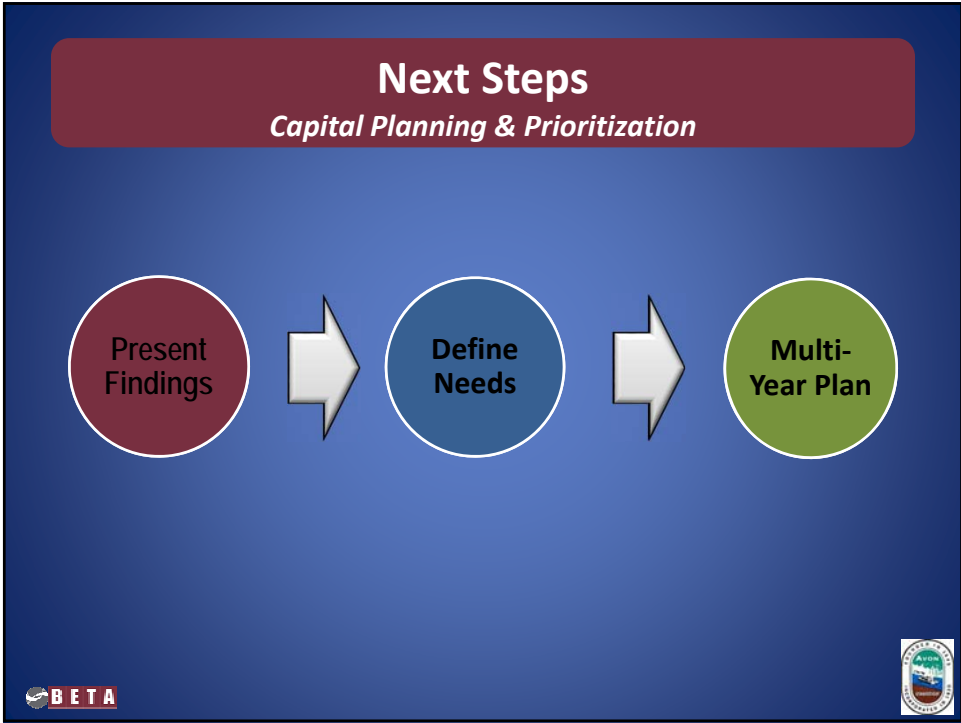 Next Steps
Capital Planning & Prioritization
Present
Findings
Define
Needs
Multi-
Year Plan
BETA
AVON